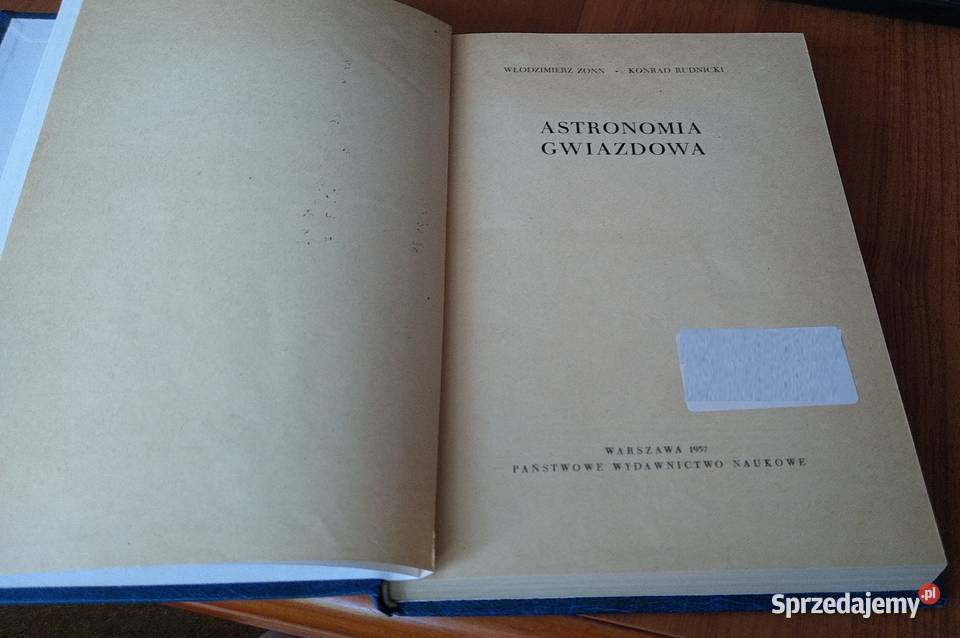 WŁODZIMIERZ ZONN • KONRAD RUDNICKI
ASTRONOMIA
GWIAZDOWA
WARSZAWA 1957
PAŃSTWOWE WYDAWNICTWO NAUKOWE
Sprzedajemy.pl